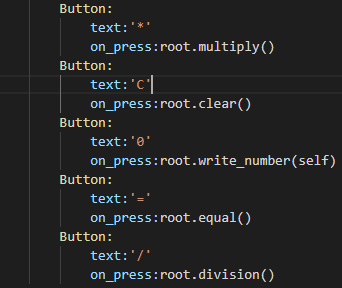 Button:
text:'*'
on_press:root.multiply()
Button:
text:'C'
on_press:root.clear()
Button:
text:'0'
on_press:root.write_number(self)
Button:
text:'='
on_press:root.equal()
Button:
text:'/'
on_press:root.division()